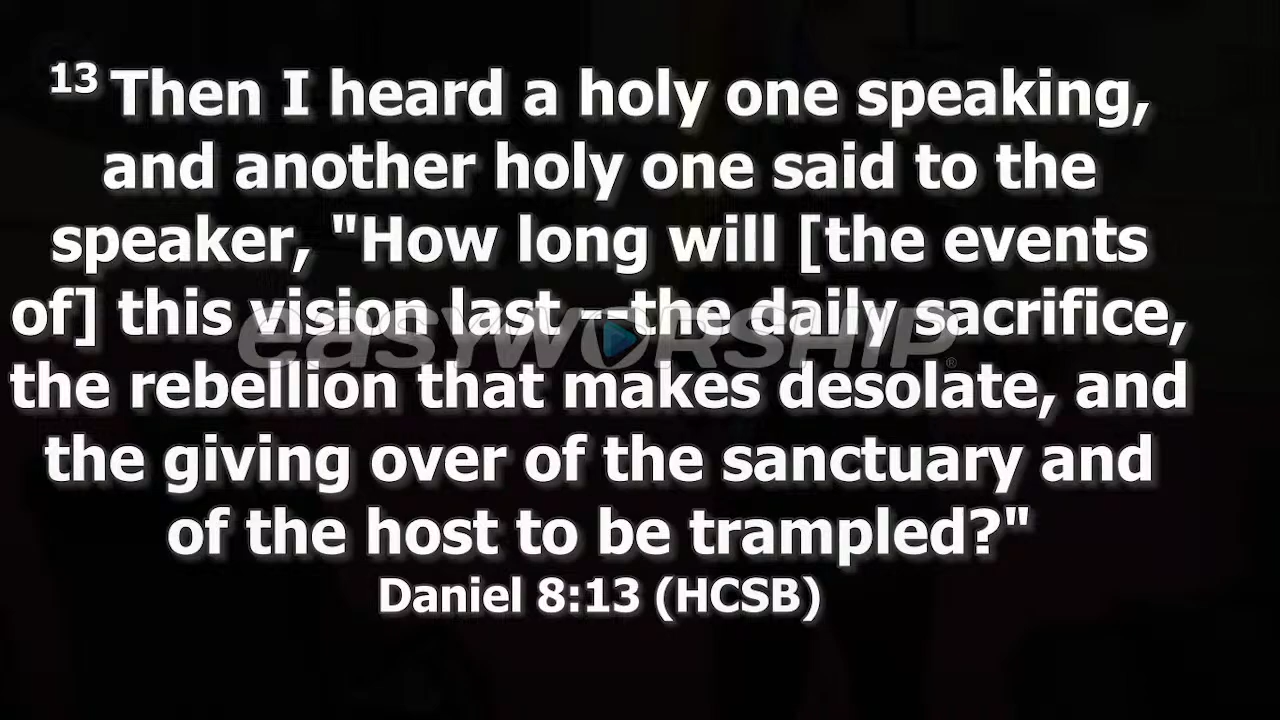 13 Then I heard a holy one speaking,
and another holy one said to the
speaker, "How long will [the events
of] this vision last --the daily sacrifice,
easyworship®
the rebellion that makes desolate, and
the giving over of the sanctuary and
of the host to be trampled?"
Daniel 8:13 (HCSB)